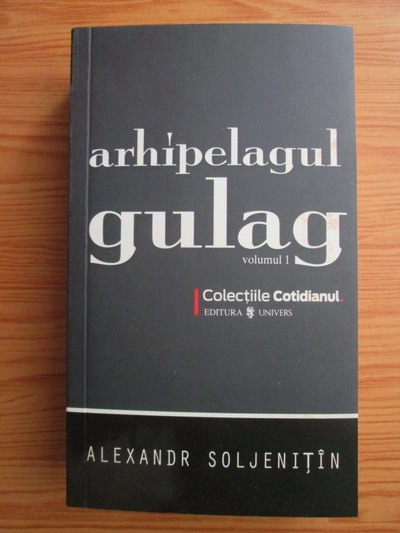 arhipelagul
gulag
volumul 1
Colecțiile Cotidianul.
EDITURA UNIVERS
ALEXANDR SOLJENIȚÎN